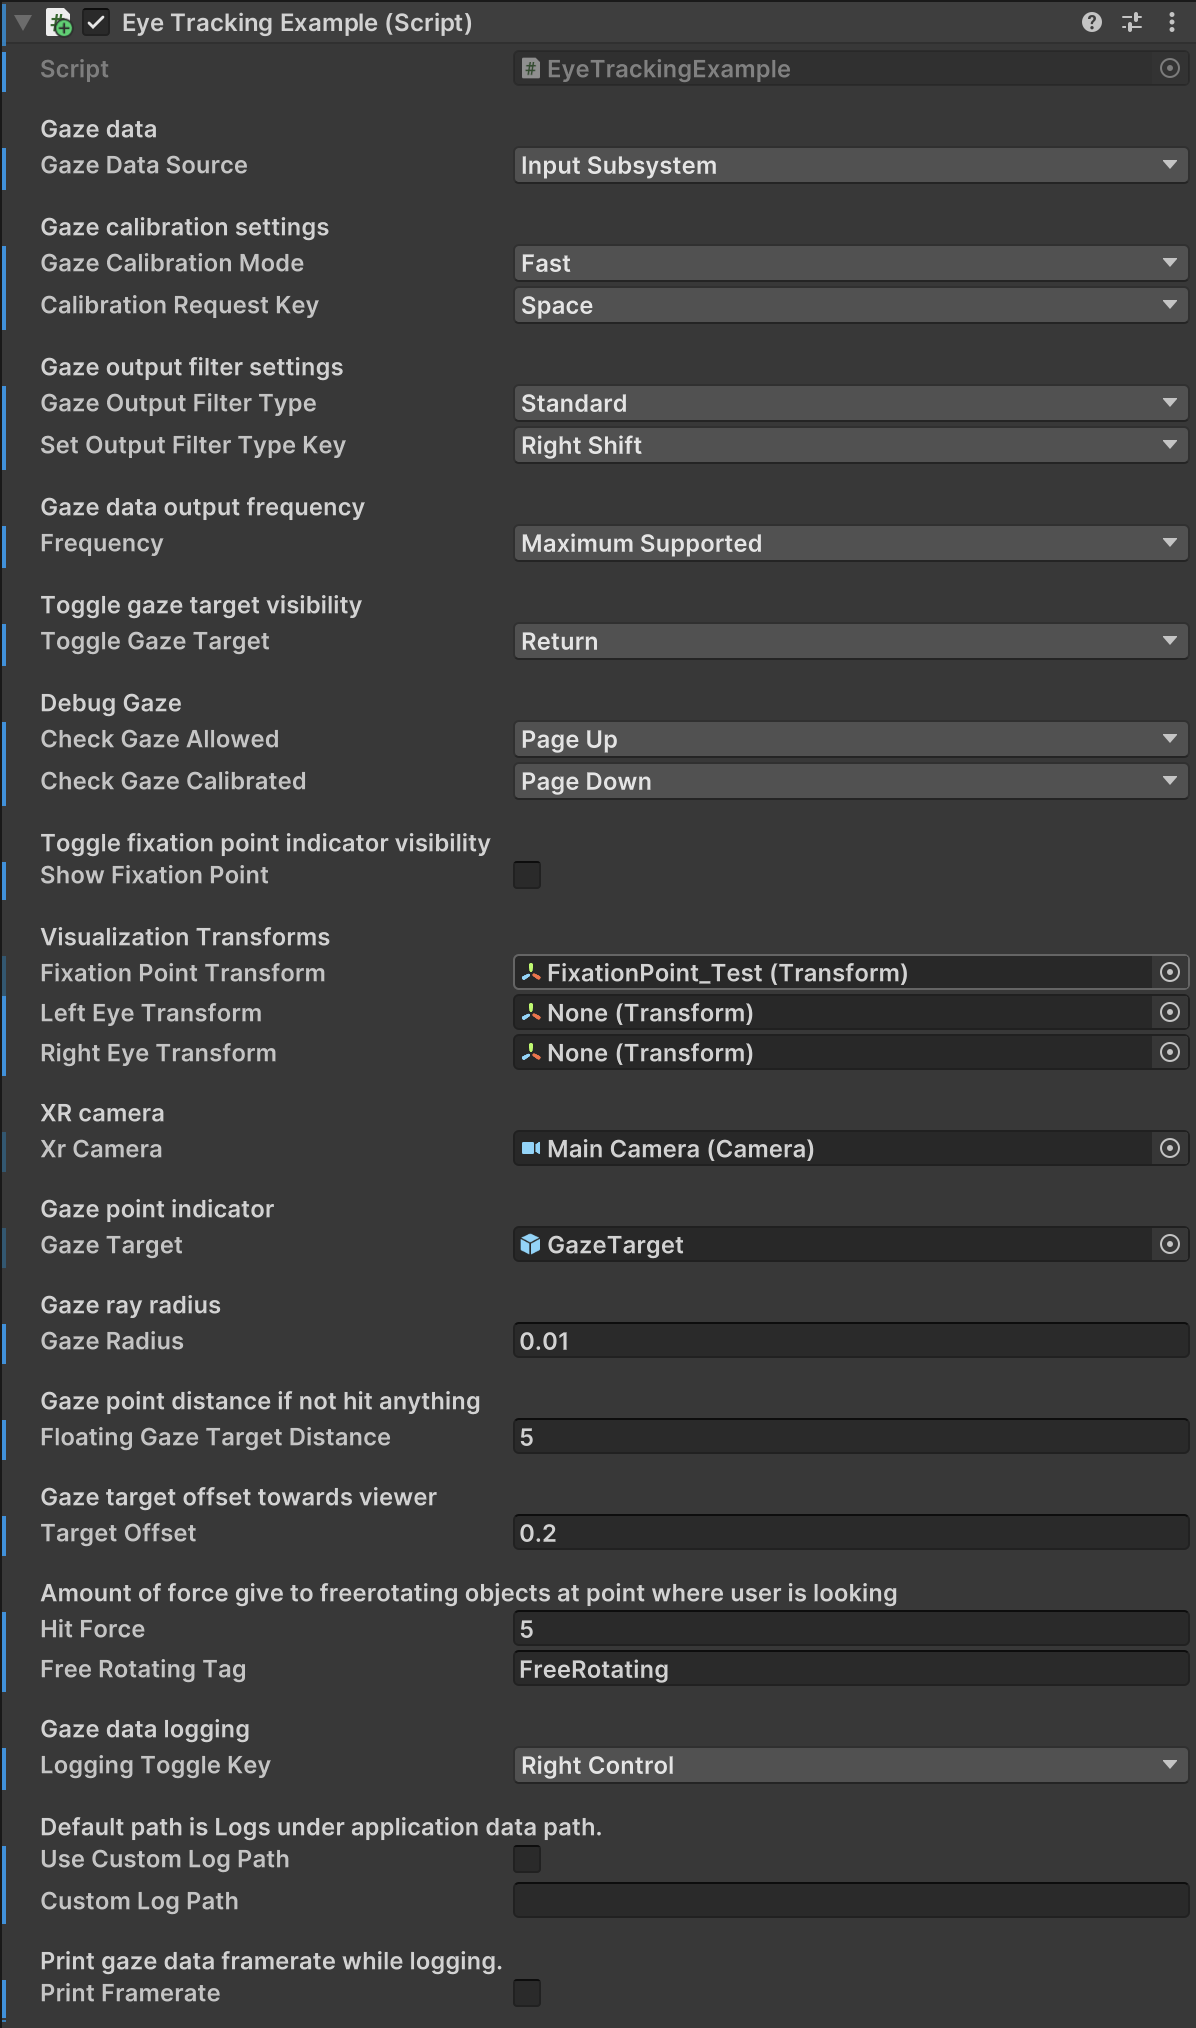 Eye Tracking Example (Script)
Script EyeTrackingExample
Gaze data
Gaze Data Source Input Subsystem
Gaze calibration settings
Gaze Calibration Mode Fast
Calibration Request Key Space
Gaze output filter settings
Gaze Output Filter Type Standard
Set Output Filter Type Key Right Shift
Gaze data output frequency
Frequency Maximum Supported
Toggle gaze target visibility
Toggle Gaze Target Return
Debug Gaze
Check Gaze Allowed Page Up
Check Gaze Calibrated Page Down
Toggle fixation point indicator visibility
Show Fixation Point
Visualization Transforms
Fixation Point Transform FixationPoint_Test (Transform)
Left Eye Transform None (Transform)
Right Eye Transform None (Transform)
XR camera
Xr Camera Main Camera (Camera)
Gaze point indicator
Gaze Target GazeTarget
Gaze ray radius
Gaze Radius 0.01
Gaze point distance if not hit anything
Floating Gaze Target Distance 5
Gaze target offset towards viewer
Target Offset 0.2
Amount of force give to freerotating objects at point where user is looking
Hit Force 5
Free Rotating Tag FreeRotating
Gaze data logging
Logging Toggle Key Right Control
Default path is Logs under application data path.
Use Custom Log Path
Custom Log Path
Print gaze data framerate while logging.
Print Framerate